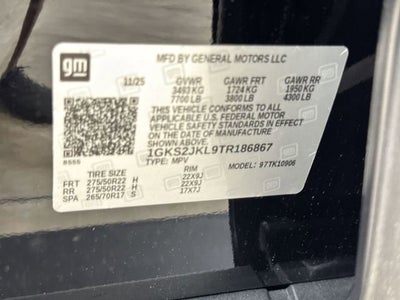 gm
MFD BY GENERAL MOTORS LLC
11/25 GVWR GAWR FRT GAWR RR
3493 KG 1724 KG 1950 KG
7700 LB 3800 LB 4300 LB
THIS VEHICLE CONFORMS TO ALL
APPLICABLE U.S. FEDERAL MOTOR
VEHICLE SAFETY STANDARDS IN EFFECT
ON THE DATE OF MANUFACTURE SHOWN ABOVE.
1GKS2JKL9TR186867
8555 TYPE: MPV MODEL: 97TK10906
TIRE SIZE RIM
FRT 275/50R22 H 22X9J
RR 275/50R22 H 22X9J
SPA 265/70R17 S 17X7J